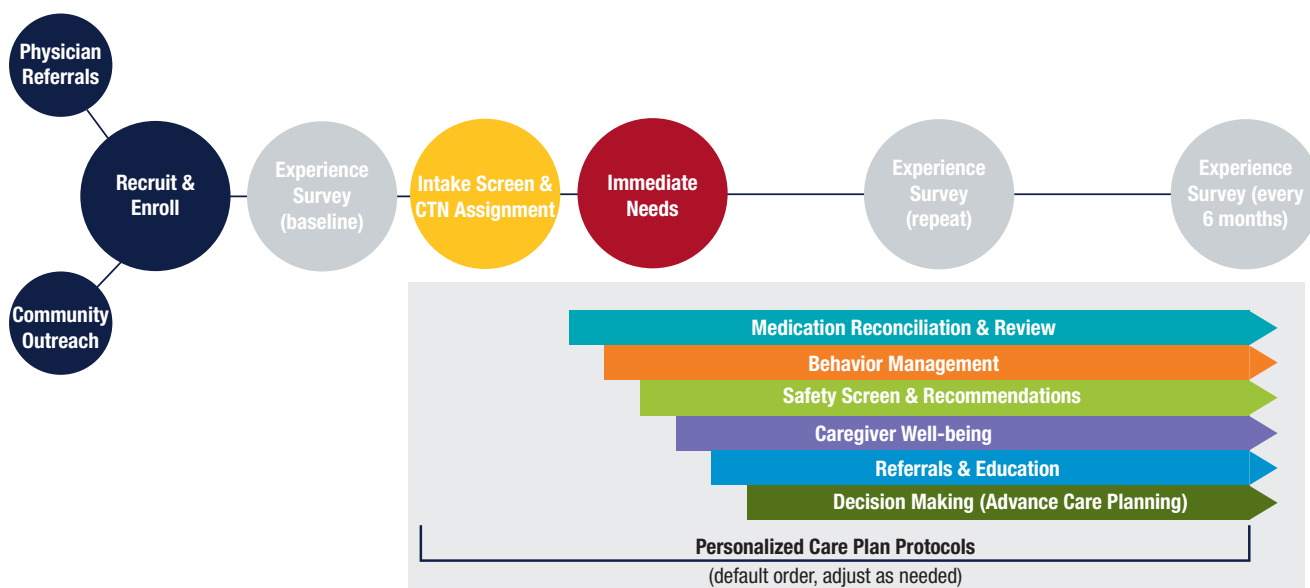 Physician
Referrals
Recruit &
Enroll
Community
Outreach
Experience
Survey
(baseline)
Intake Screen &
CTN Assignment
Immediate
Needs
Experience
Survey
(repeat)
Experience
Survey (every
6 months)
Medication Reconciliation & Review
Behavior Management
Safety Screen & Recommendations
Caregiver Well-being
Referrals & Education
Decision Making (Advance Care Planning)
Personalized Care Plan Protocols
(default order, adjust as needed)